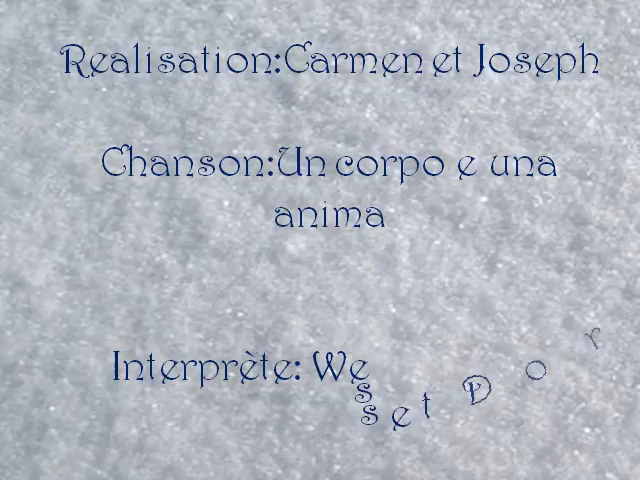 Realisation:Carmen et Joseph
Chanson:Un corpo e una
anima
Interprète: Wess et Dor